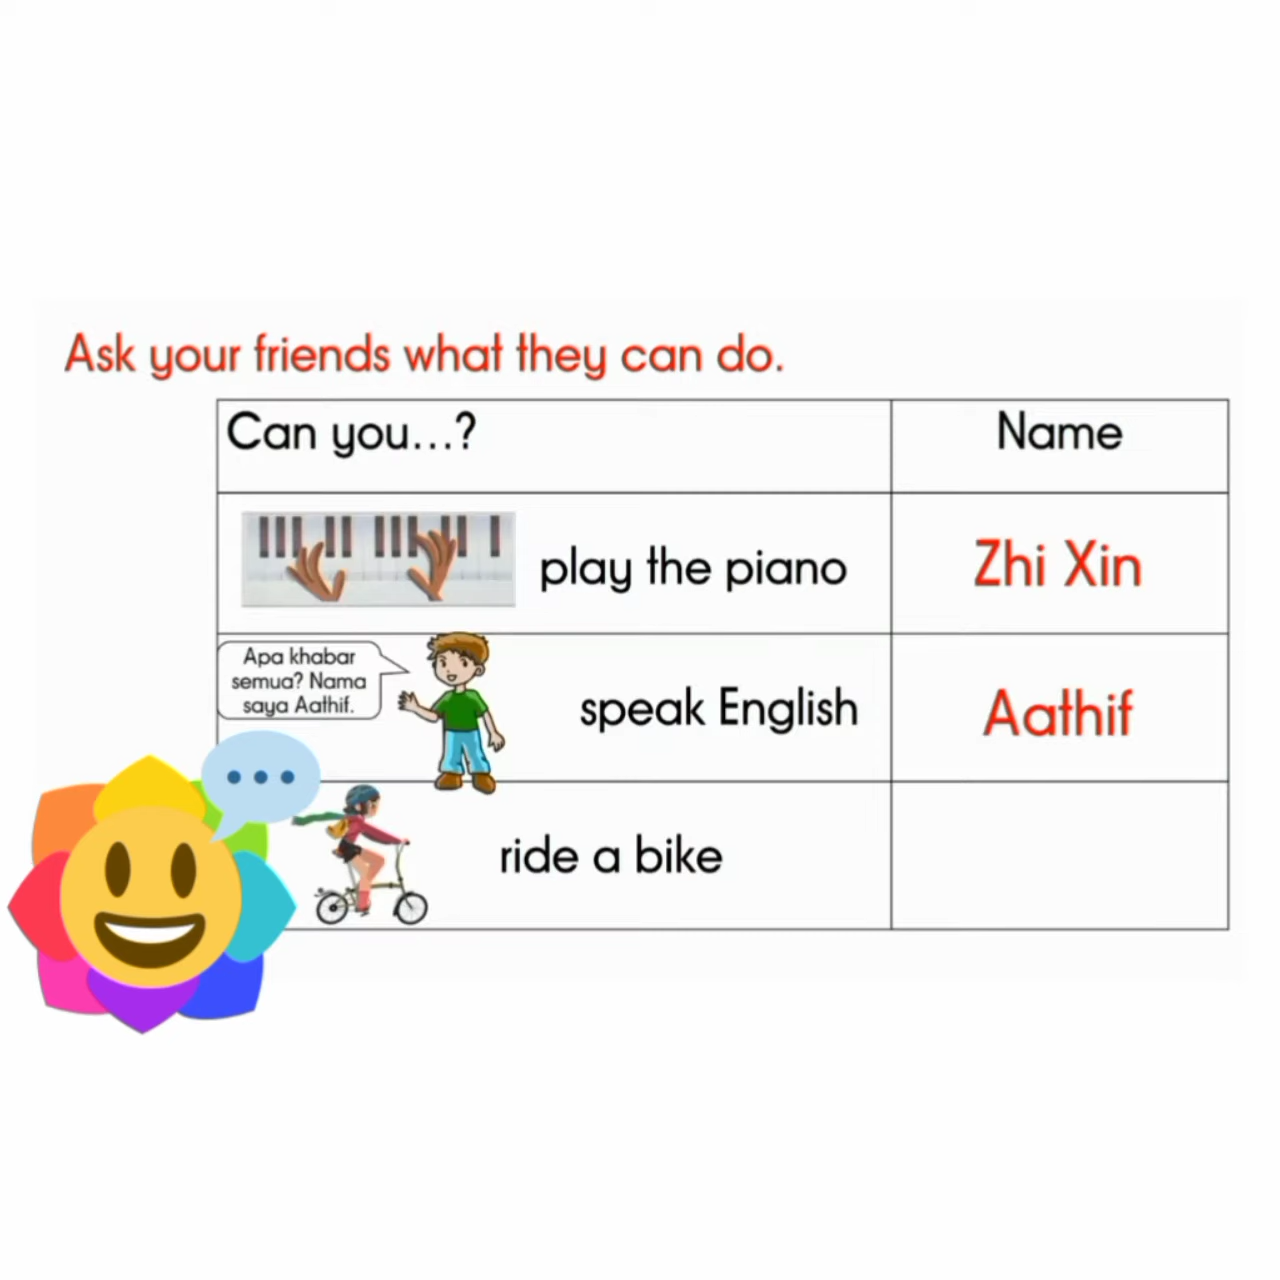 Ask your friends what they can do.
Can you...?
Name
play the piano
Zhi Xin
Apa khabar
semua? Nama
saya Aathif.
speak English
Aathif
ride a bike